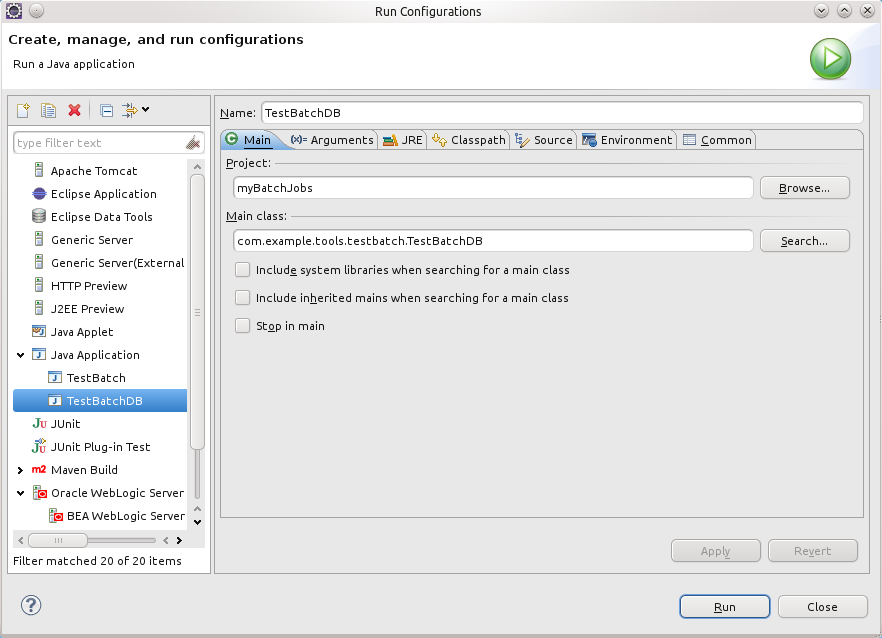 Run Configurations
Create, manage, and run configurations
Run a Java application
type filter text
Apache Tomcat
Eclipse Application
Eclipse Data Tools
Generic Server
Generic Server(External
HTTP Preview
J2EE Preview
Java Applet
Java Application
TestBatch
TestBatchDB
JUnit
JUnit Plug-in Test
m2 Maven Build
Oracle WebLogic Server
BEA WebLogic Server
Filter matched 20 of 20 items
Name: TestBatchDB
Main (x)= Arguments JRE Classpath Source Environment Common
Project:
myBatchJobs Browse...
Main class:
com.example.tools.testbatch.TestBatchDB Search...
Include system libraries when searching for a main class
Include inherited mains when searching for a main class
Stop in main
Apply Revert
Run Close